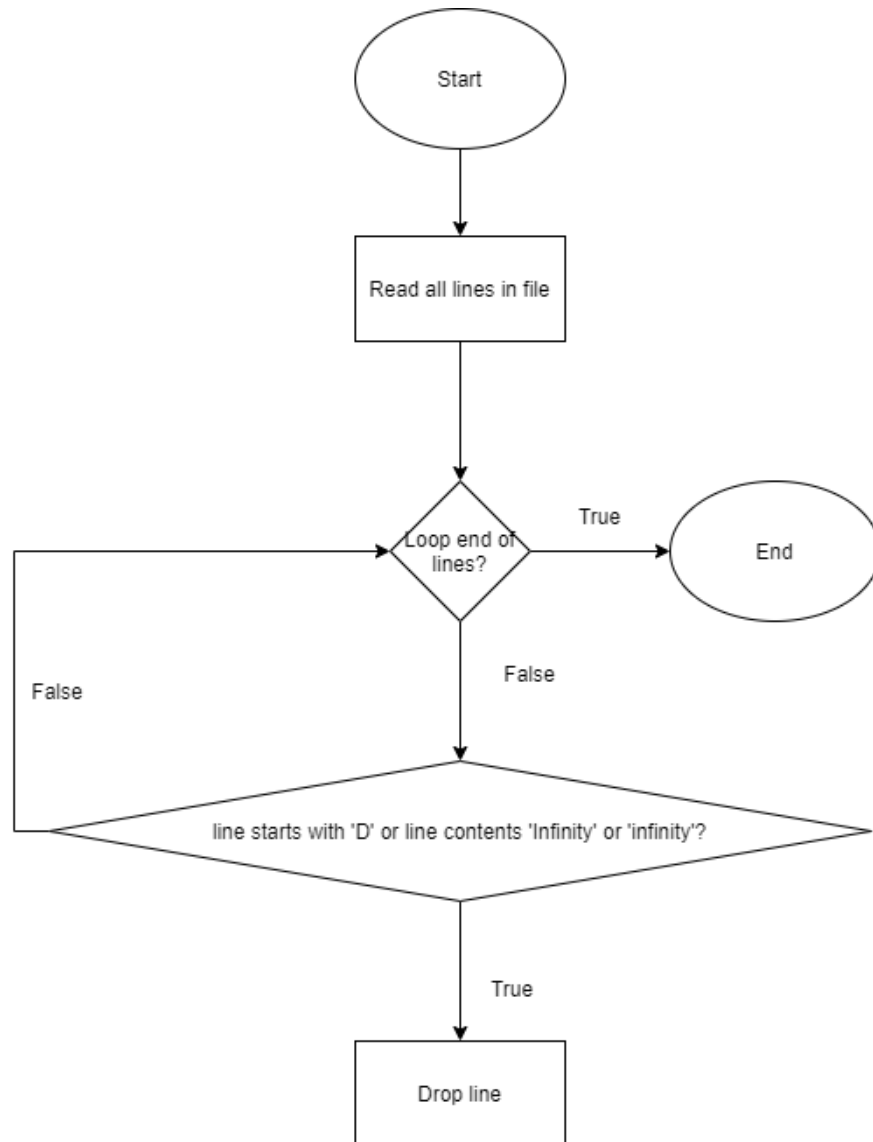 Start
Read all lines in file
Loop end of
lines?
True
End
False
False
line starts with 'D' or line contents 'Infinity' or 'infinity'?
True
Drop line